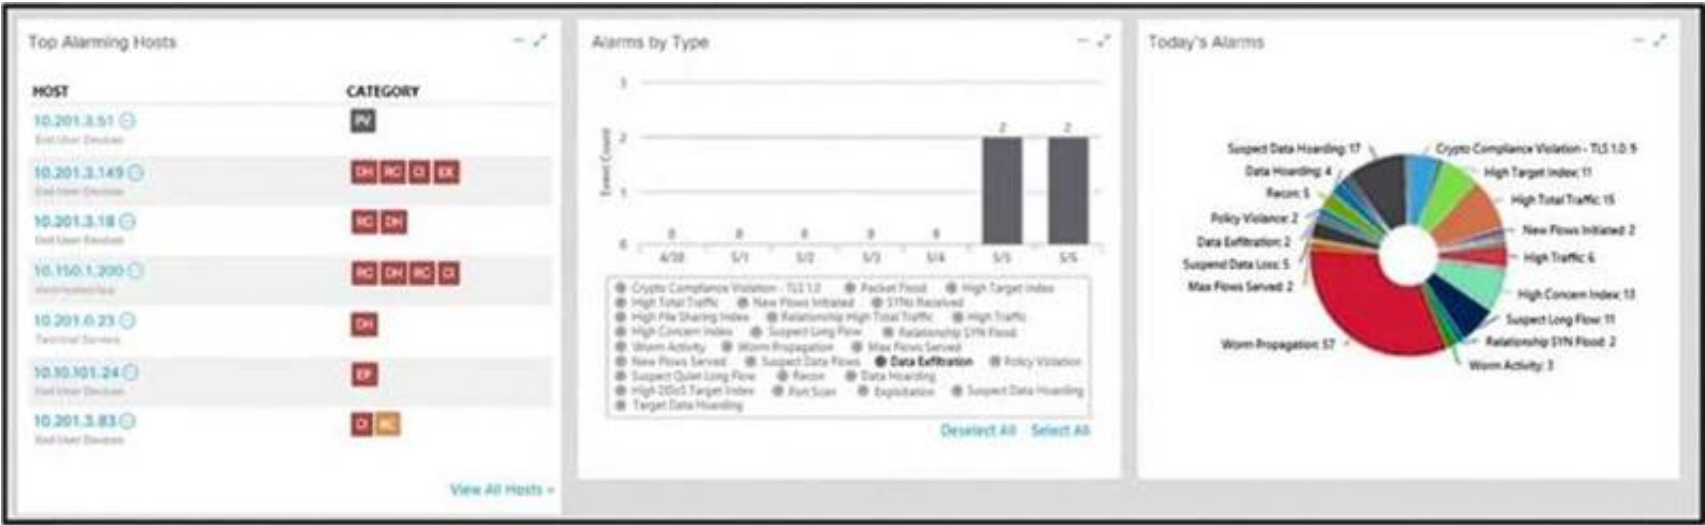 Top Alarming Hosts
HOST CATEGORY
10.201.3.51
End User Devices
PV
10.201.3.149
End User Devices
DH RC CI EX
10.201.3.18
End User Devices
RC DH
10.150.1.200
RC DH RC CI
10.201.0.23
Terminal Servers
DH
10.10.101.24
End User Devices
EP
10.201.3.83
End User Devices
CI RC
View All Hosts »
Alarms by Type
Event Count
3
2
1
0
0 0 0 0 0 2 2
4/30 5/1 5/2 5/3 5/4 5/5 5/6
Crypto Compliance Violation - TLS 1.0 Packet Flood High Target Index
High Total Traffic New Flows Initiated SYNs Received
High File Sharing Index Relationship High Total Traffic High Traffic
High Concern Index Suspect Long Flow Relationship SYN Flood
Worm Activity Worm Propagation Max Flows Served
New Flows Served Suspect Data Flows Data Exfiltration Policy Violation
Suspect Quiet Long Flow Recon Data Hoarding
High DDoS Target Index Port Scan Exploitation Suspect Data Hoarding
Target Data Hoarding
Deselect All Select All
Today's Alarms
Suspect Data Hoarding: 17
Data Hoarding: 4
Recon: 5
Policy Violance: 2
Data Exfiltration: 2
Suspend Data Loss: 5
Max Flows Served: 2
Worm Propagation: 57
Crypto Compliance Violation - TLS 1.0: 9
High Target Index: 11
High Total Traffic: 15
New Flows Initiated: 2
High Traffic: 6
High Concern Index: 13
Suspect Long Flow: 11
Relationship SYN Flood: 2
Worm Activity: 3